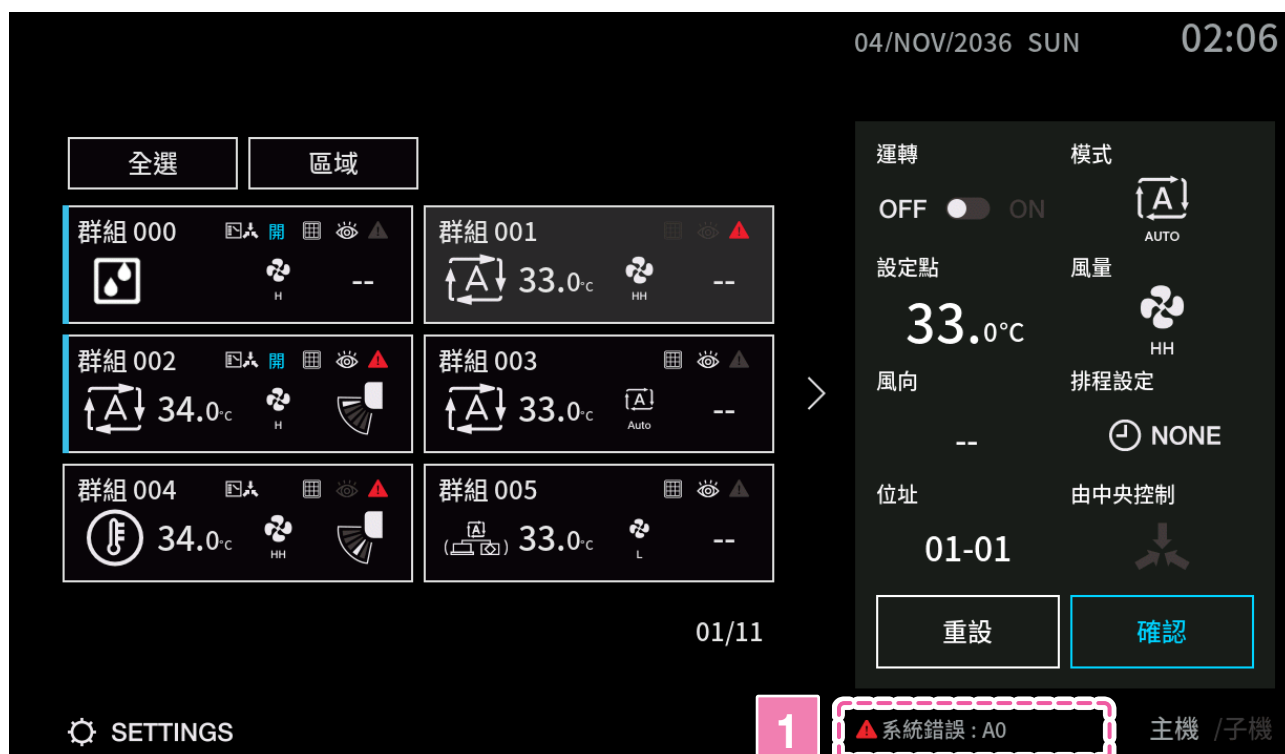 04/NOV/2036 SUN 02:06
全選 區域
群組 000 開
H --
群組 001
A 33.0°C HH --
群組 002 開
A 34.0°C H
群組 003
A 33.0°C A Auto --
群組 004
34.0°C HH
群組 005
(A) 33.0°C L --
01/11
運轉 模式
OFF ON A AUTO
設定點 風量
33.0°C HH
風向 排程設定
-- NONE
位址 由中央控制
01-01
重設 確認
SETTINGS
1
系統錯誤 : A0
主機 /子機